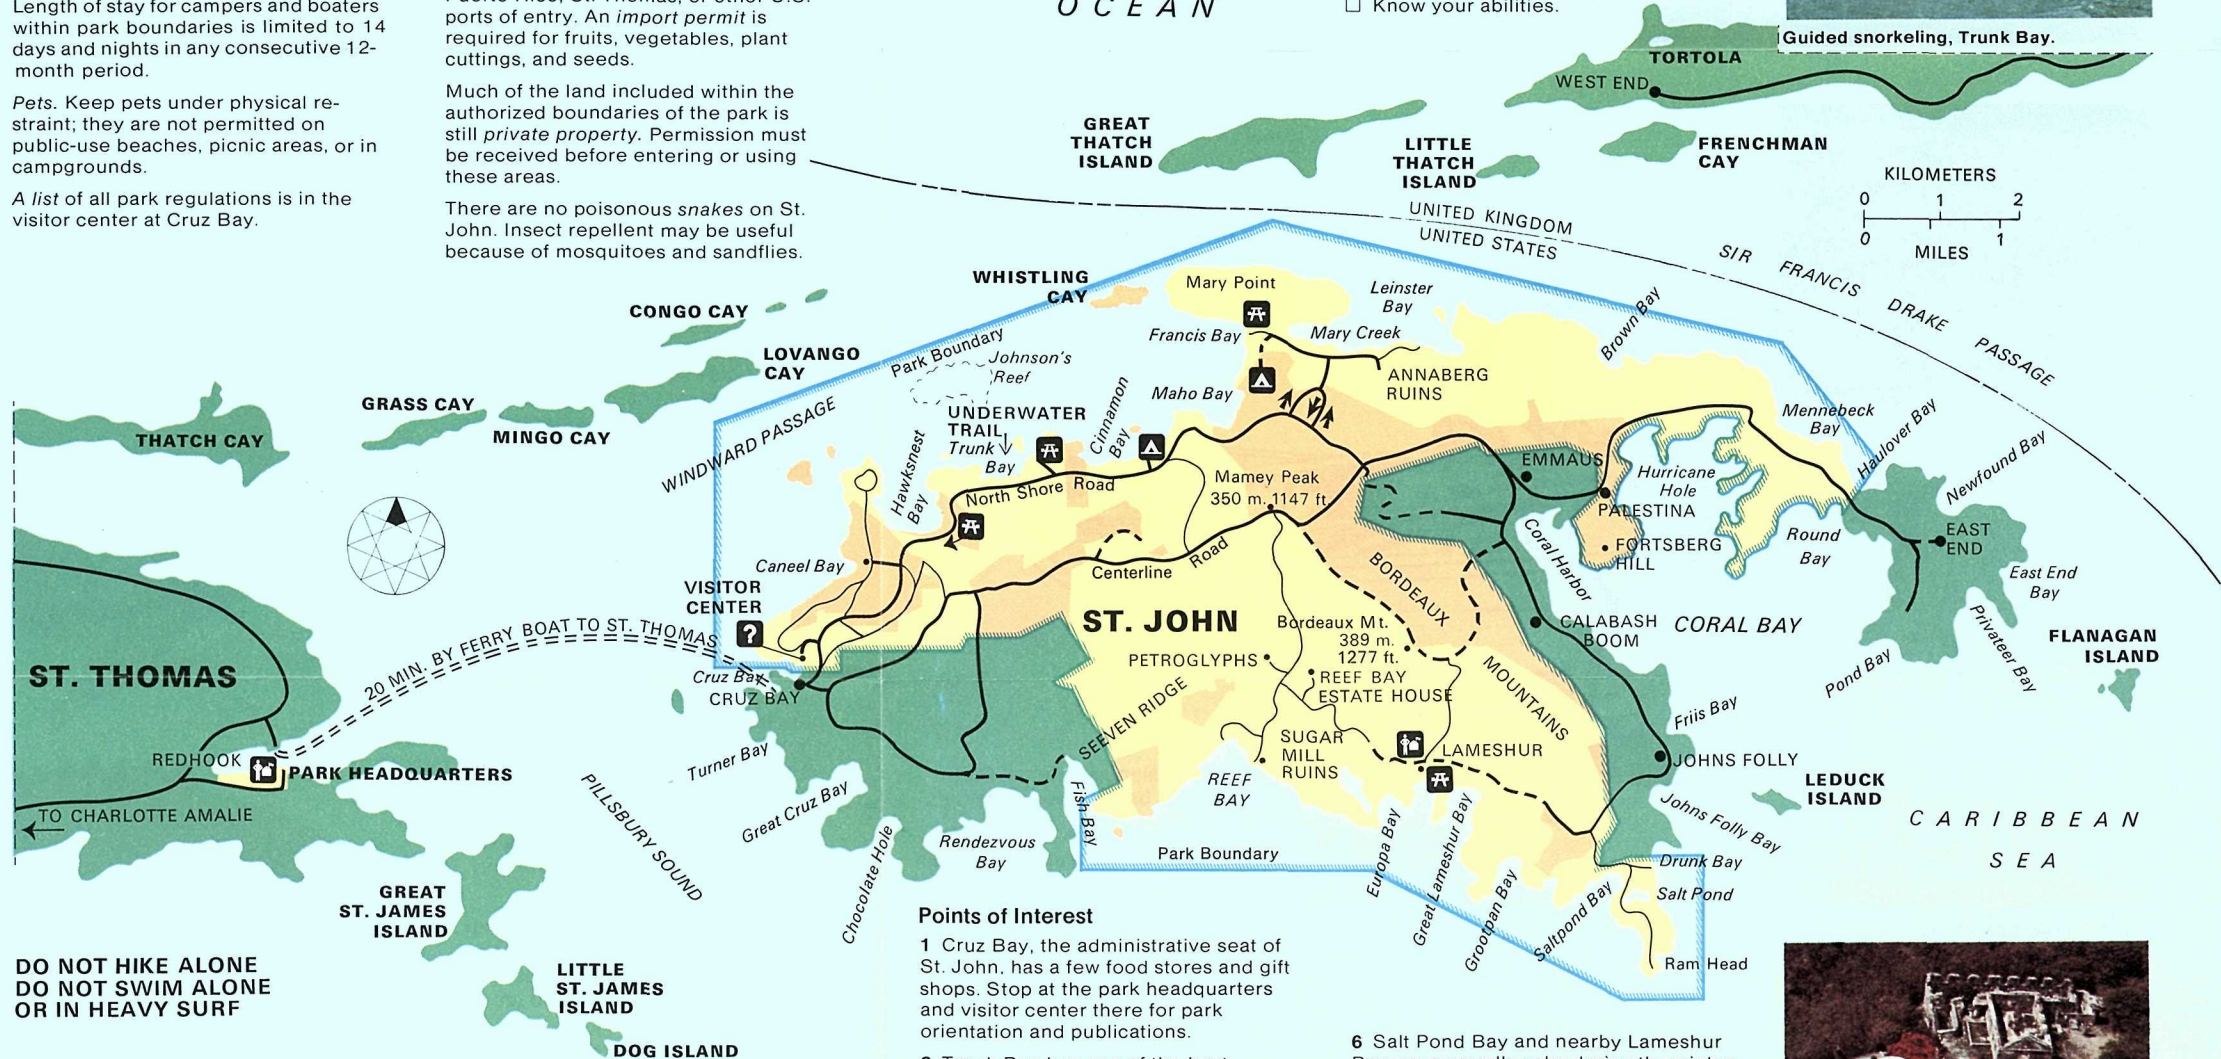 Length of stay for campers and boaters
within park boundaries is limited to 14
days and nights in any consecutive 12-
month period.
Pets. Keep pets under physical re-
straint; they are not permitted on
public-use beaches, picnic areas, or in
campgrounds.
A list of all park regulations is in the
visitor center at Cruz Bay.
ports of entry. An import permit is
required for fruits, vegetables, plant
cuttings, and seeds.
Much of the land included within the
authorized boundaries of the park is
still private property. Permission must
be received before entering or using
these areas.
There are no poisonous snakes on St.
John. Insect repellent may be useful
because of mosquitoes and sandflies.
OCEAN
□ Know your abilities.
Guided snorkeling, Trunk Bay.
TORTOLA
WEST END
GREAT
THATCH
ISLAND
LITTLE
THATCH
ISLAND
FRENCHMAN
CAY
KILOMETERS
0 1 2
0 1
MILES
UNITED KINGDOM
UNITED STATES
SIR FRANCIS DRAKE PASSAGE
WHISTLING
CAY
Mary Point
Leinster
Bay
Brown Bay
CONGO CAY
LOVANGO
CAY
GRASS CAY
MINGO CAY
THATCH CAY
Park Boundary
Johnson's
Reef
Francis Bay
Mary Creek
ANNABERG
RUINS
Maho Bay
WINDWARD PASSAGE
UNDERWATER
TRAIL
Trunk
Bay
Cinnamon
Bay
Hawksnest
Bay
North Shore Road
Mamey Peak
350 m. 1147 ft.
EMMAUS
Hurricane
Hole
PALESTINA
FORTSBERG
HILL
Mennebeck
Bay
Haulover Bay
Newfound Bay
Round
Bay
EAST
END
East End
Bay
Privateer Bay
Pond Bay
FLANAGAN
ISLAND
Caneel Bay
VISITOR
CENTER
?
Centerline Road
ST. JOHN
BORDEAUX
MOUNTAINS
Coral Harbor
CALABASH
BOOM
CORAL BAY
Bordeaux Mt.
389 m.
1277 ft.
PETROGLYPHS
REEF BAY
ESTATE HOUSE
20 MIN. BY FERRY BOAT TO ST. THOMAS
ST. THOMAS
Cruz Bay
CRUZ BAY
SEEVEN RIDGE
Friis Bay
REDHOOK
PARK HEADQUARTERS
TO CHARLOTTE AMALIE
Turner Bay
Great Cruz Bay
PILLSBURY SOUND
Chocolate Hole
Rendezvous
Bay
Fish Bay
SUGAR
MILL
RUINS
REEF
BAY
LAMESHUR
JOHNS FOLLY
LEDUCK
ISLAND
Johns Folly Bay
CARIBBEAN
SEA
Park Boundary
Europa Bay
Great Lameshur Bay
Grootpan Bay
Saltpond Bay
Drunk Bay
Salt Pond
Ram Head
GREAT
ST. JAMES
ISLAND
LITTLE
ST. JAMES
ISLAND
DOG ISLAND
DO NOT HIKE ALONE
DO NOT SWIM ALONE
OR IN HEAVY SURF
Points of Interest
1 Cruz Bay, the administrative seat of
St. John, has a few food stores and gift
shops. Stop at the park headquarters
and visitor center there for park
orientation and publications.
6 Salt Pond Bay and nearby Lameshur